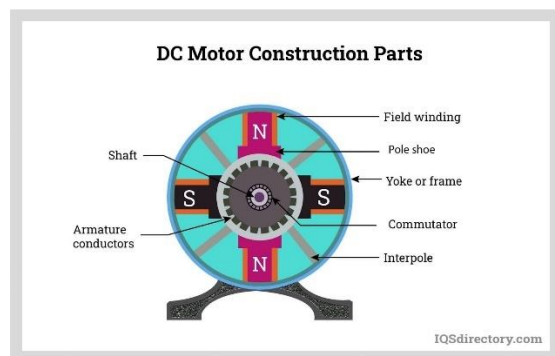 DC Motor Construction Parts
Field winding
N
Pole shoe
Shaft
Yoke or frame
S
S
Commutator
Armature
conductors
Interpole
N
IQSdirectory.com